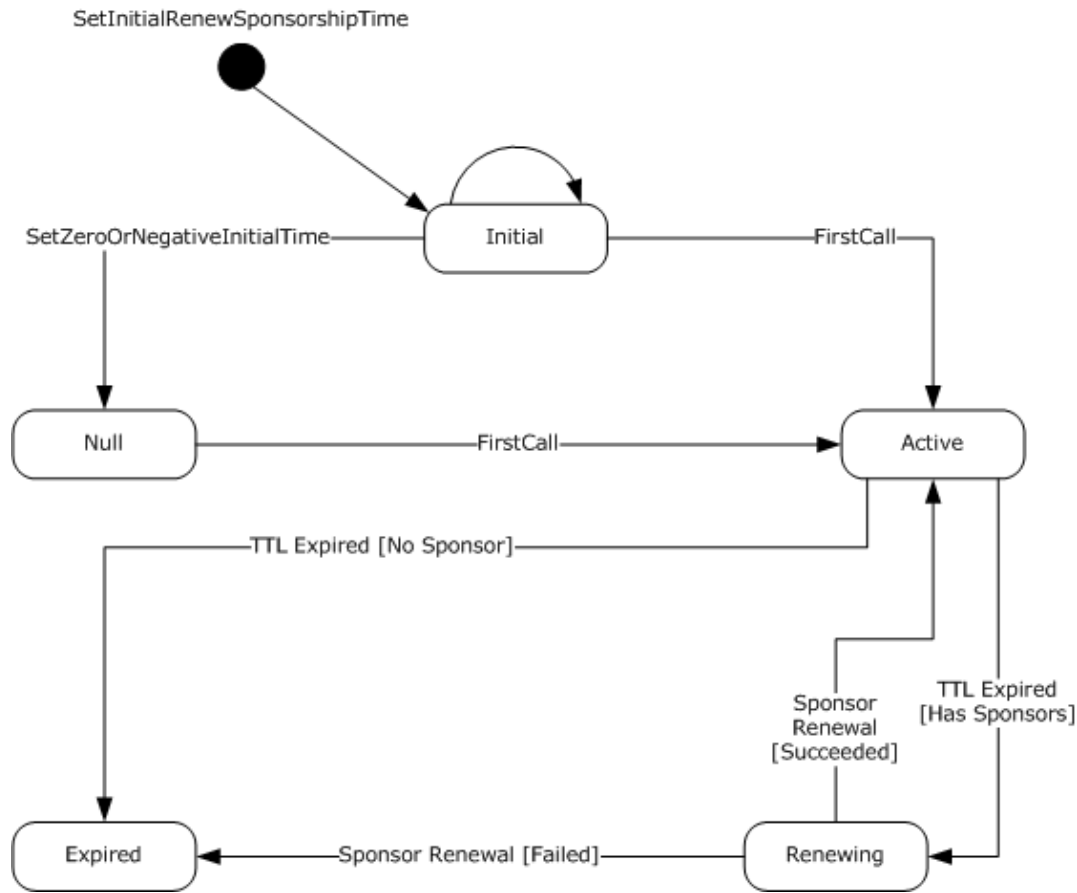 SetInitialRenewSponsorshipTime
Initial
SetZeroOrNegativeInitialTime
FirstCall
Null
FirstCall
Active
TTL Expired [No Sponsor]
Sponsor
Renewal
[Succeeded]
TTL Expired
[Has Sponsors]
Expired
Sponsor Renewal [Failed]
Renewing